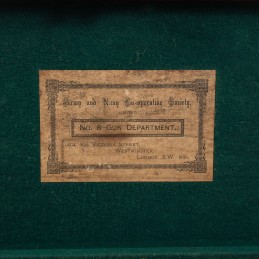 Army and Navy Co-operative Society,
No. 6 Gun Department,
Victoria Street,
Westminster,
London S.W.